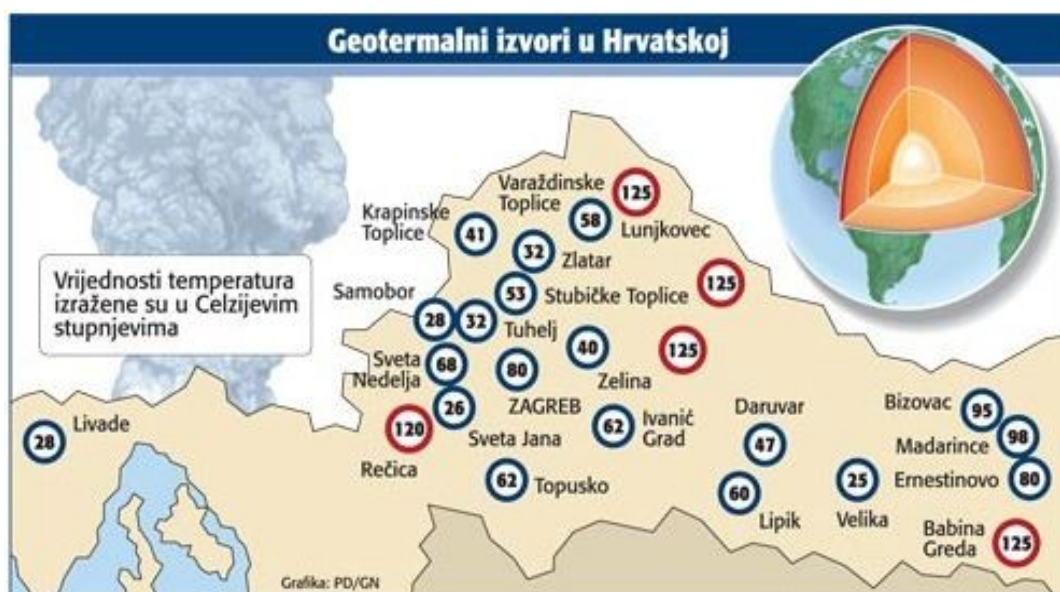 Geotermalni izvori u Hrvatskoj
Vrijednosti temperatura
izražene su u Celzijevim
stupnjevima
Varaždinske
Toplice
125
58
Lunjkovec
Krapinske
Toplice
41
32
Zlatar
125
53
Stubičke Toplice
Samobor
28
32
Tuhelj
40
Zelina
125
Sveta
Nedelja
68
80
ZAGREB
26
Sveta Jana
120
Rečica
62
Ivanić
Grad
62
Topusko
Livade
28
Daruvar
47
60
Lipik
25
Velika
Bizovac
95
Madarince
98
Ernestinovo
80
Babina
Greda
125
Grafika: PD/GN